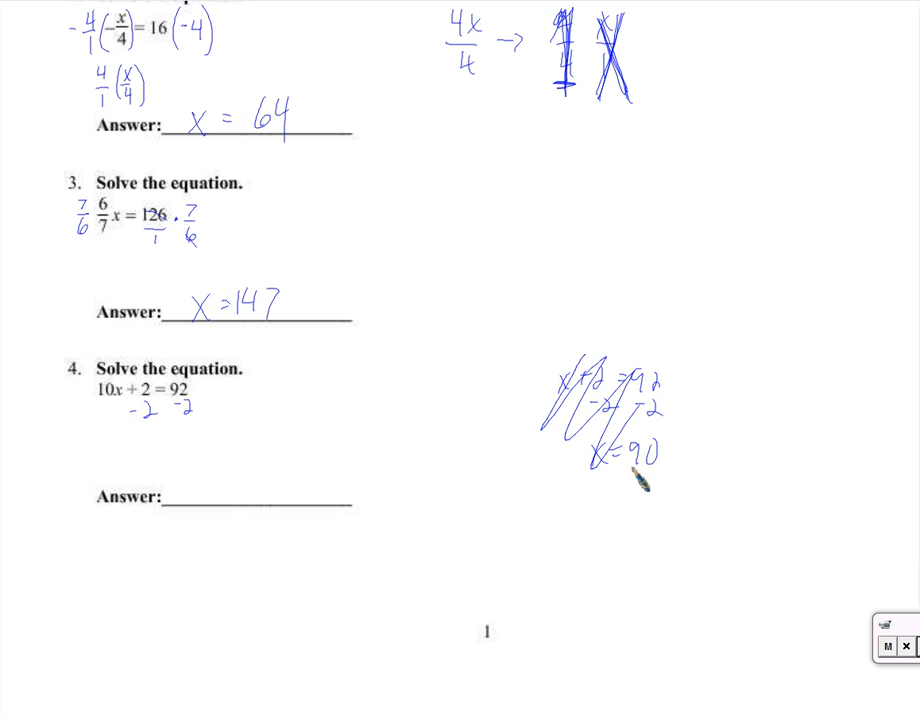 -4/1 (-x/4) = 16 (-4)
4/1 (x/4)
4x/4 →
Answer: x = 64
3. Solve the equation.
7/6 6/7 x = 126/1 · 7/6
Answer: x = 147
4. Solve the equation.
10x + 2 = 92
-2 -2
x + 2 = 92
-2 -2
x = 90
Answer:
1
M ×